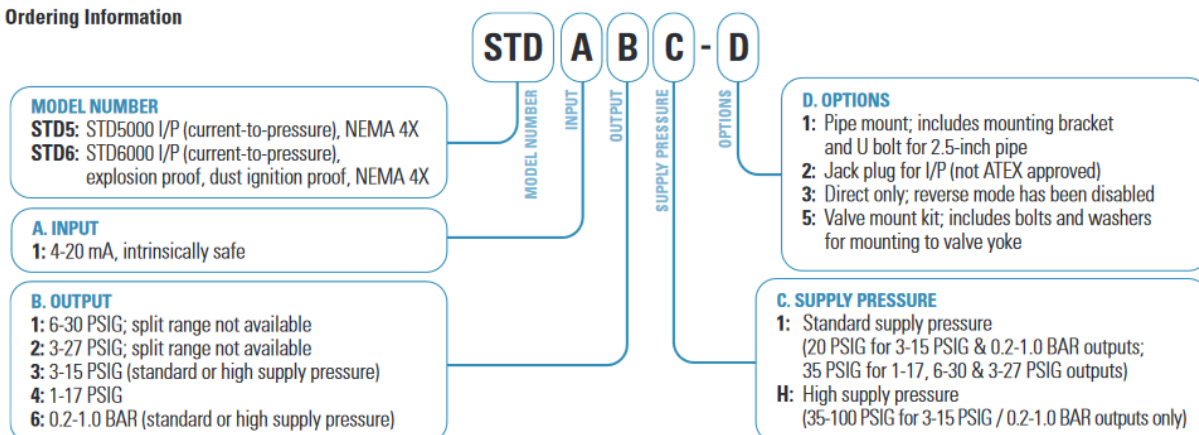 Ordering Information
STD A B C - D
MODEL NUMBER
INPUT
OUTPUT
SUPPLY PRESSURE
OPTIONS
MODEL NUMBER
STD5: STD5000 I/P (current-to-pressure), NEMA 4X
STD6: STD6000 I/P (current-to-pressure),
explosion proof, dust ignition proof, NEMA 4X
A. INPUT
1: 4-20 mA, intrinsically safe
B. OUTPUT
1: 6-30 PSIG; split range not available
2: 3-27 PSIG; split range not available
3: 3-15 PSIG (standard or high supply pressure)
4: 1-17 PSIG
6: 0.2-1.0 BAR (standard or high supply pressure)
D. OPTIONS
1: Pipe mount; includes mounting bracket
and U bolt for 2.5-inch pipe
2: Jack plug for I/P (not ATEX approved)
3: Direct only; reverse mode has been disabled
5: Valve mount kit; includes bolts and washers
for mounting to valve yoke
C. SUPPLY PRESSURE
1: Standard supply pressure
(20 PSIG for 3-15 PSIG & 0.2-1.0 BAR outputs;
35 PSIG for 1-17, 6-30 & 3-27 PSIG outputs)
H: High supply pressure
(35-100 PSIG for 3-15 PSIG / 0.2-1.0 BAR outputs only)